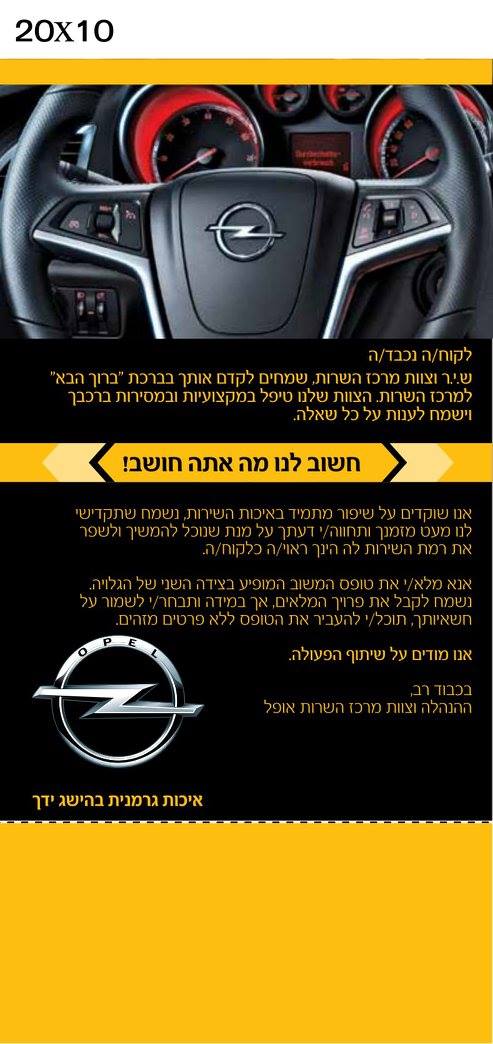 20X10
Durchschnitts-
verbrauch
לקוח/ה נכבד/ה
ש.י.ר וצוות מרכז השרות, שמחים לקדם אותך בברכת "ברוך הבא"
למרכז השרות. הצוות שלנו טיפל במקצועיות ובמסירות ברכבך
וישמח לענות על כל שאלה.
חשוב לנו מה אתה חושב!
אנו שוקדים על שיפור מתמיד באיכות השירות, נשמח שתקדישי
לנו מעט מזמנך ותחווה/י דעתך על מנת שנוכל להמשיך ולשפר
את רמת השירות לה הינך ראוי/ה כלקוח/ה.
אנא מלא/י את טופס המשוב המופיע בצידה השני של הגלויה.
נשמח לקבל את פרויך המלאים, אך במידה ותבחר/י לשמור על
חשאיותך, תוכל/י להעביר את הטופס ללא פרטים מזהים.
אנו מודים על שיתוף הפעולה.
בכבוד רב,
ההנהלה וצוות מרכז השרות אופל
OPEL
איכות גרמנית בהישג ידך